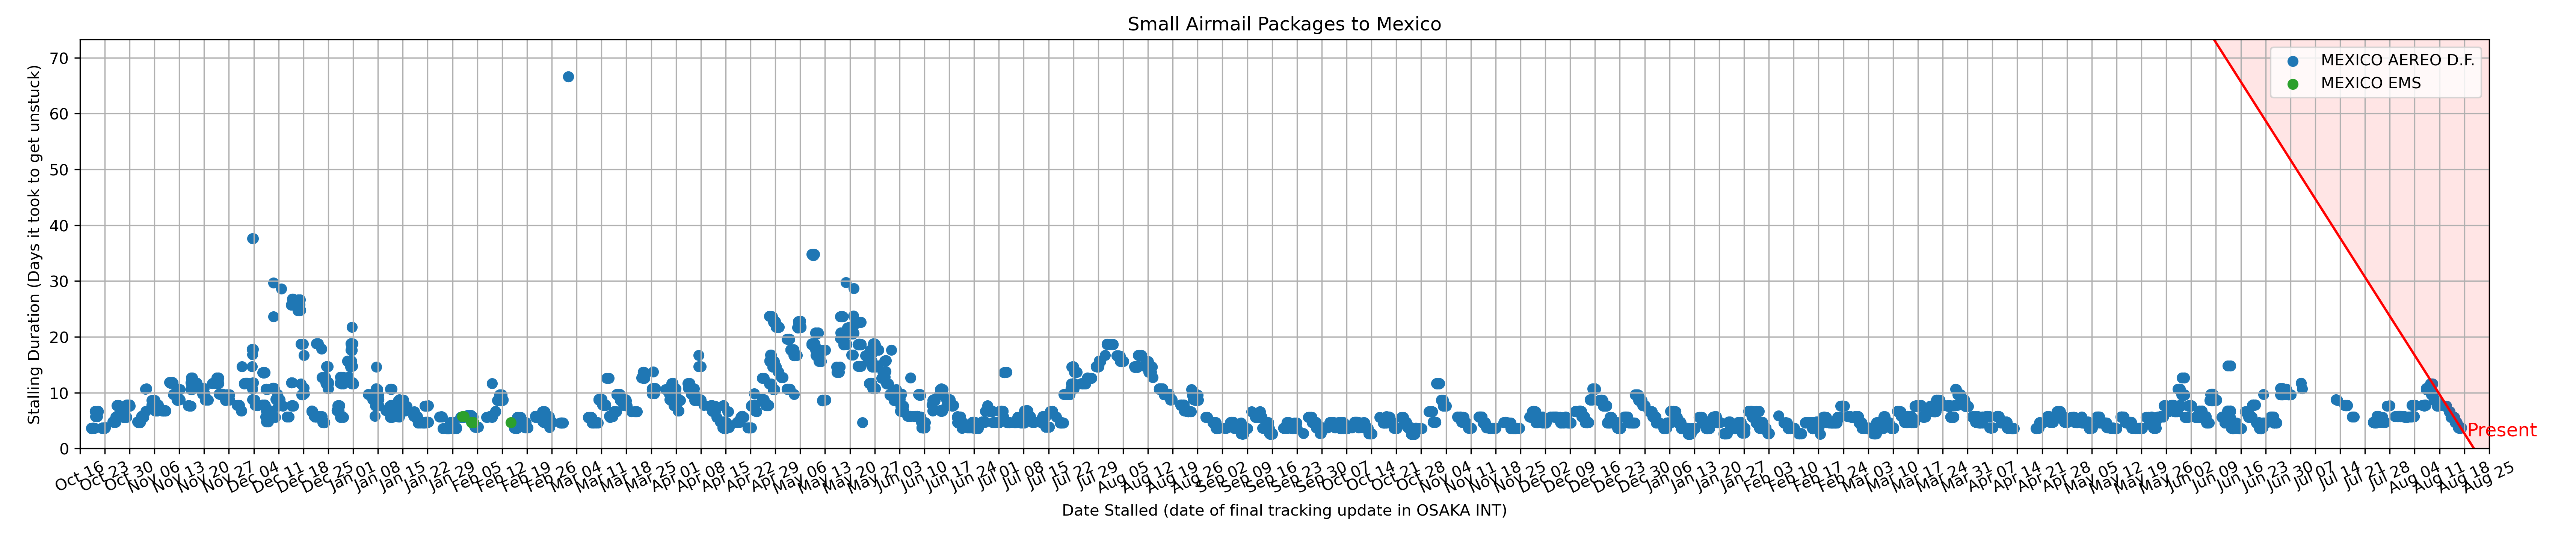 Small Airmail Packages to Mexico
Stalling Duration (Days it took to get unstuck)
70
60
50
40
30
20
10
0
MEXICO AEREO D.F.
MEXICO EMS
Present
Oct 16
Oct 23
Oct 30
Nov 06
Nov 13
Nov 20
Nov 27
Dec 04
Dec 11
Dec 18
Dec 25
Jan 01
Jan 08
Jan 15
Jan 22
Jan 29
Feb 05
Feb 12
Feb 19
Feb 26
Mar 04
Mar 11
Mar 18
Mar 25
Apr 01
Apr 08
Apr 15
Apr 22
Apr 29
May 06
May 13
May 20
May 27
Jun 03
Jun 10
Jun 17
Jun 24
Jul 01
Jul 08
Jul 15
Jul 22
Jul 29
Aug 05
Aug 12
Aug 19
Aug 26
Sep 02
Sep 09
Sep 16
Sep 23
Sep 30
Oct 07
Oct 14
Oct 21
Oct 28
Nov 04
Nov 11
Nov 18
Nov 25
Dec 02
Dec 09
Dec 16
Dec 23
Dec 30
Jan 06
Jan 13
Jan 20
Jan 27
Feb 03
Feb 10
Feb 17
Feb 24
Mar 03
Mar 10
Mar 17
Mar 24
Mar 31
Apr 07
Apr 14
Apr 21
Apr 28
May 05
May 12
May 19
May 26
Jun 02
Jun 09
Jun 16
Jun 23
Jun 30
Jul 07
Jul 14
Jul 21
Jul 28
Aug 04
Aug 11
Aug 18
Aug 25
Date Stalled (date of final tracking update in OSAKA INT)